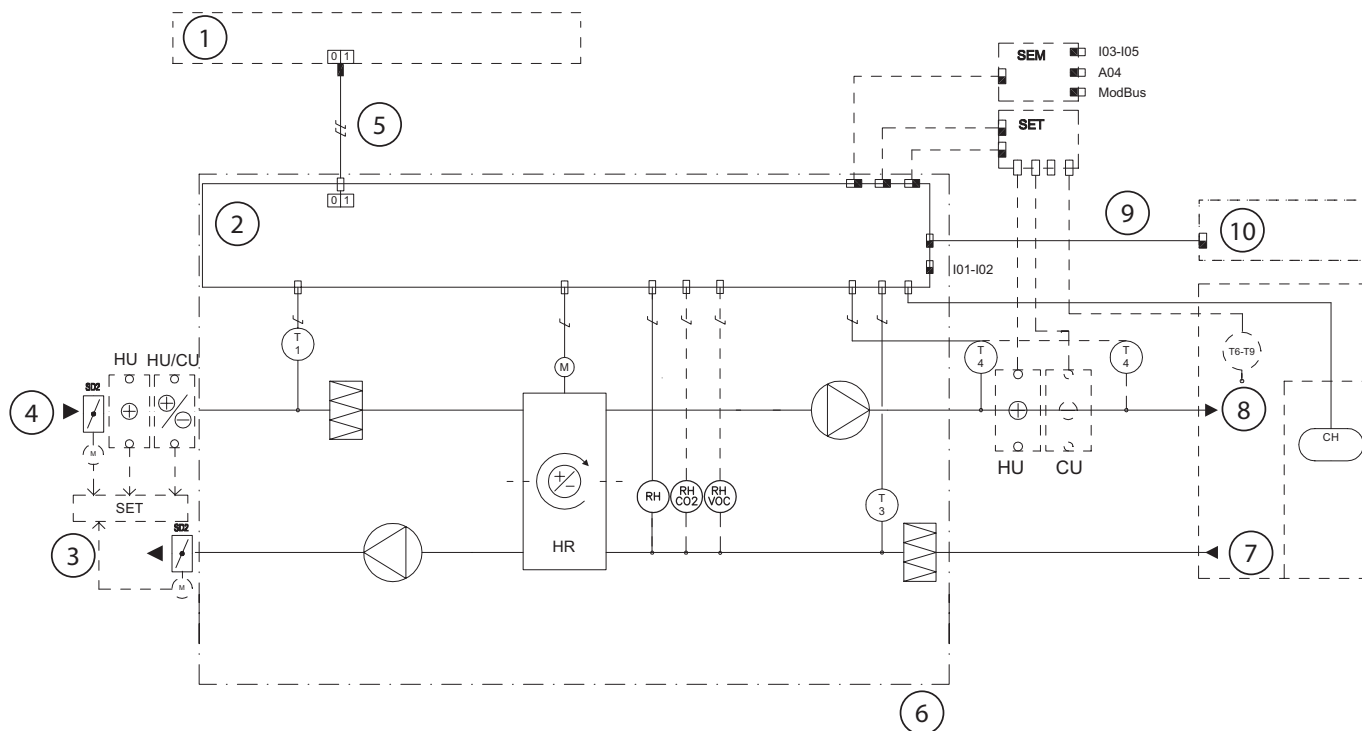 1
0 1
5
SEM
I03-I05
A04
ModBus
SET
2
0 1
9
10
I01-I02
T
1
M
HU
HU/CU
SD2
4
M
SET
SD2
3
M
+
-
HR
RH
RH
CO2
RH
VOC
T
3
T
4
T
4
HU
CU
T6-T9
8
CH
7
6